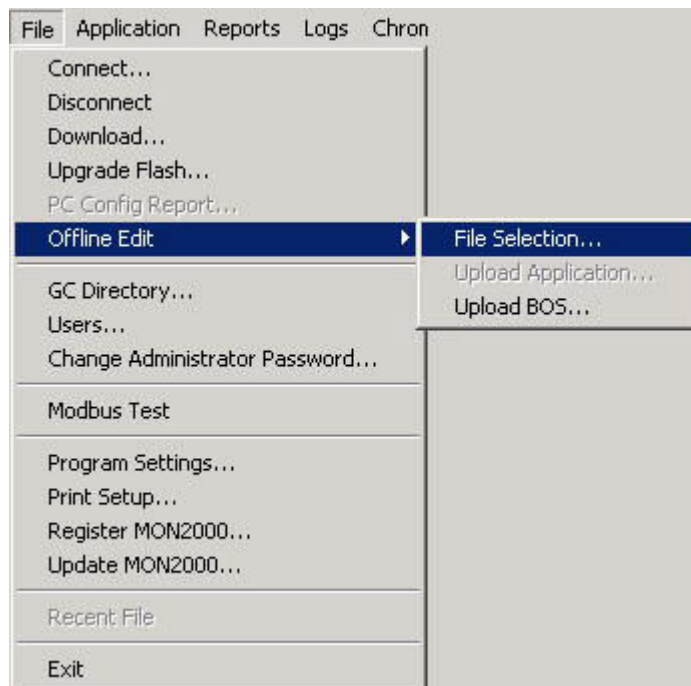 File Application Reports Logs Chron
Connect...
Disconnect
Download...
Upgrade Flash...
PC Config Report...
Offline Edit
File Selection...
Upload Application...
Upload BOS...
GC Directory...
Users...
Change Administrator Password...
Modbus Test
Program Settings...
Print Setup...
Register MON2000...
Update MON2000...
Recent File
Exit